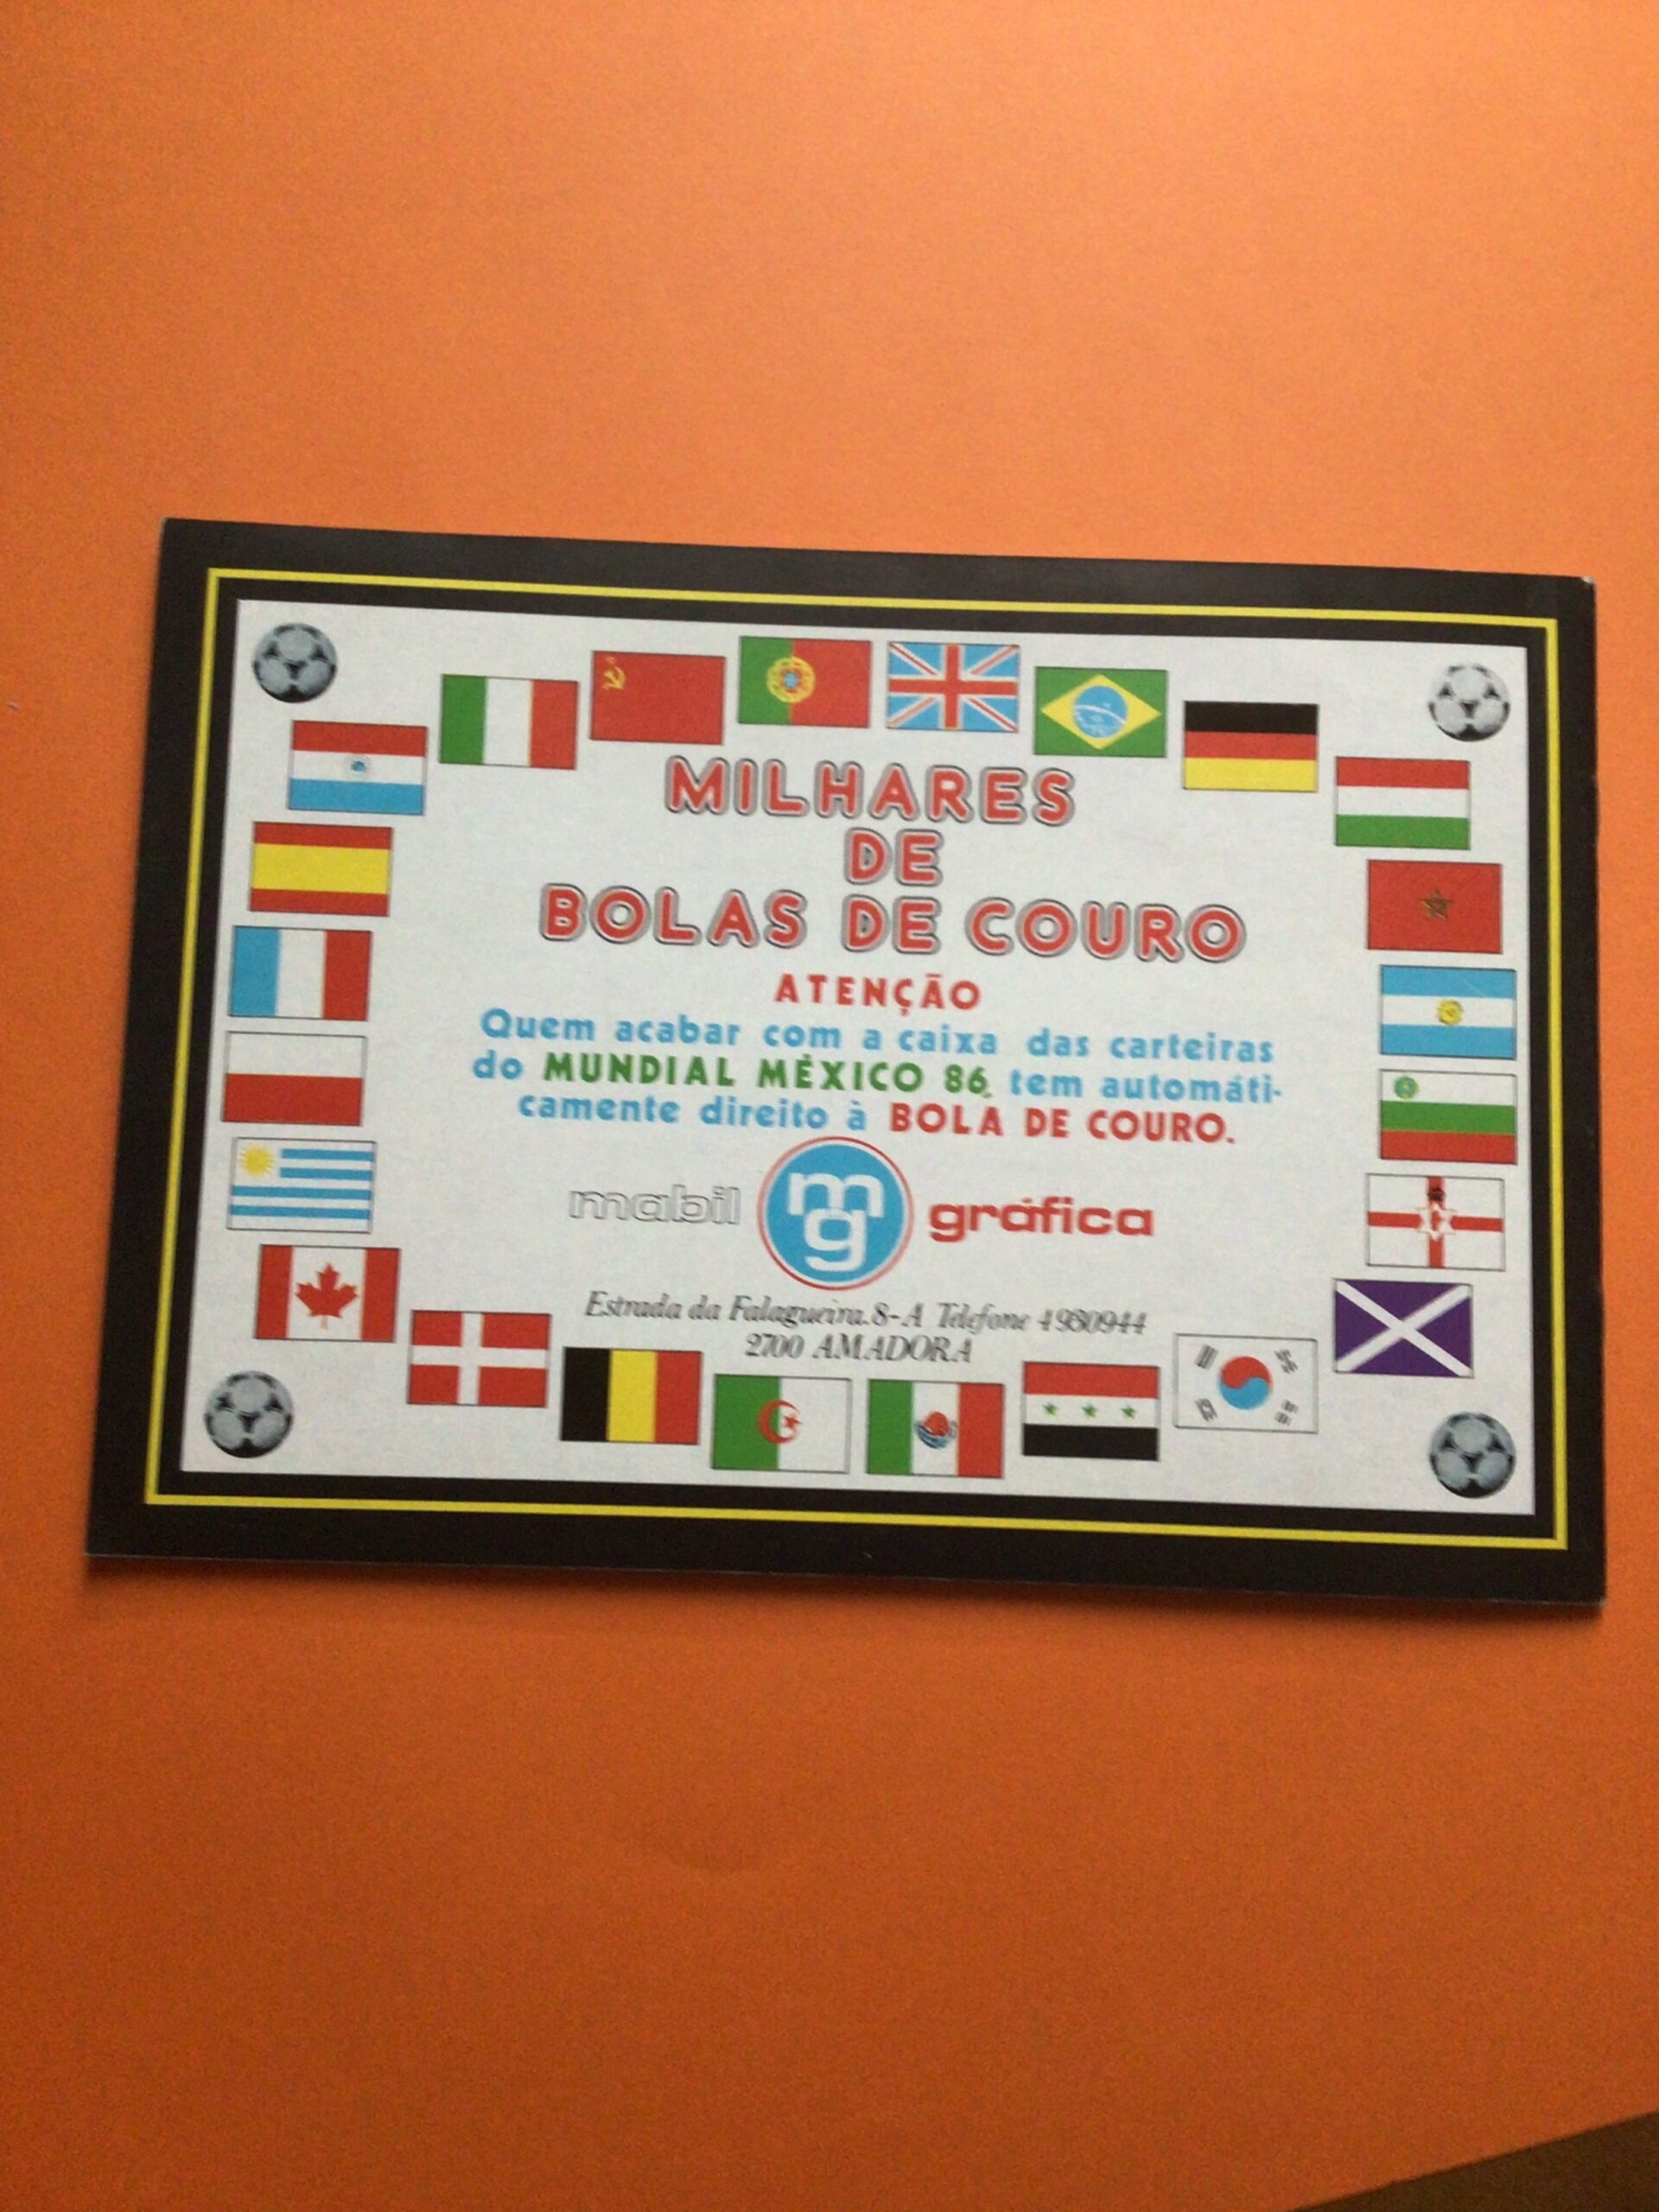 MILHARES
DE
BOLAS DE COURO
ATENÇÃO
Quem acabar com a caixa das carteiras
do MUNDIAL MÉXICO 86, tem automáti-
camente direito à BOLA DE COURO.
mabil mg gráfica
Estrada da Falagueira.8-A Telefone 4980944
2700 AMADORA